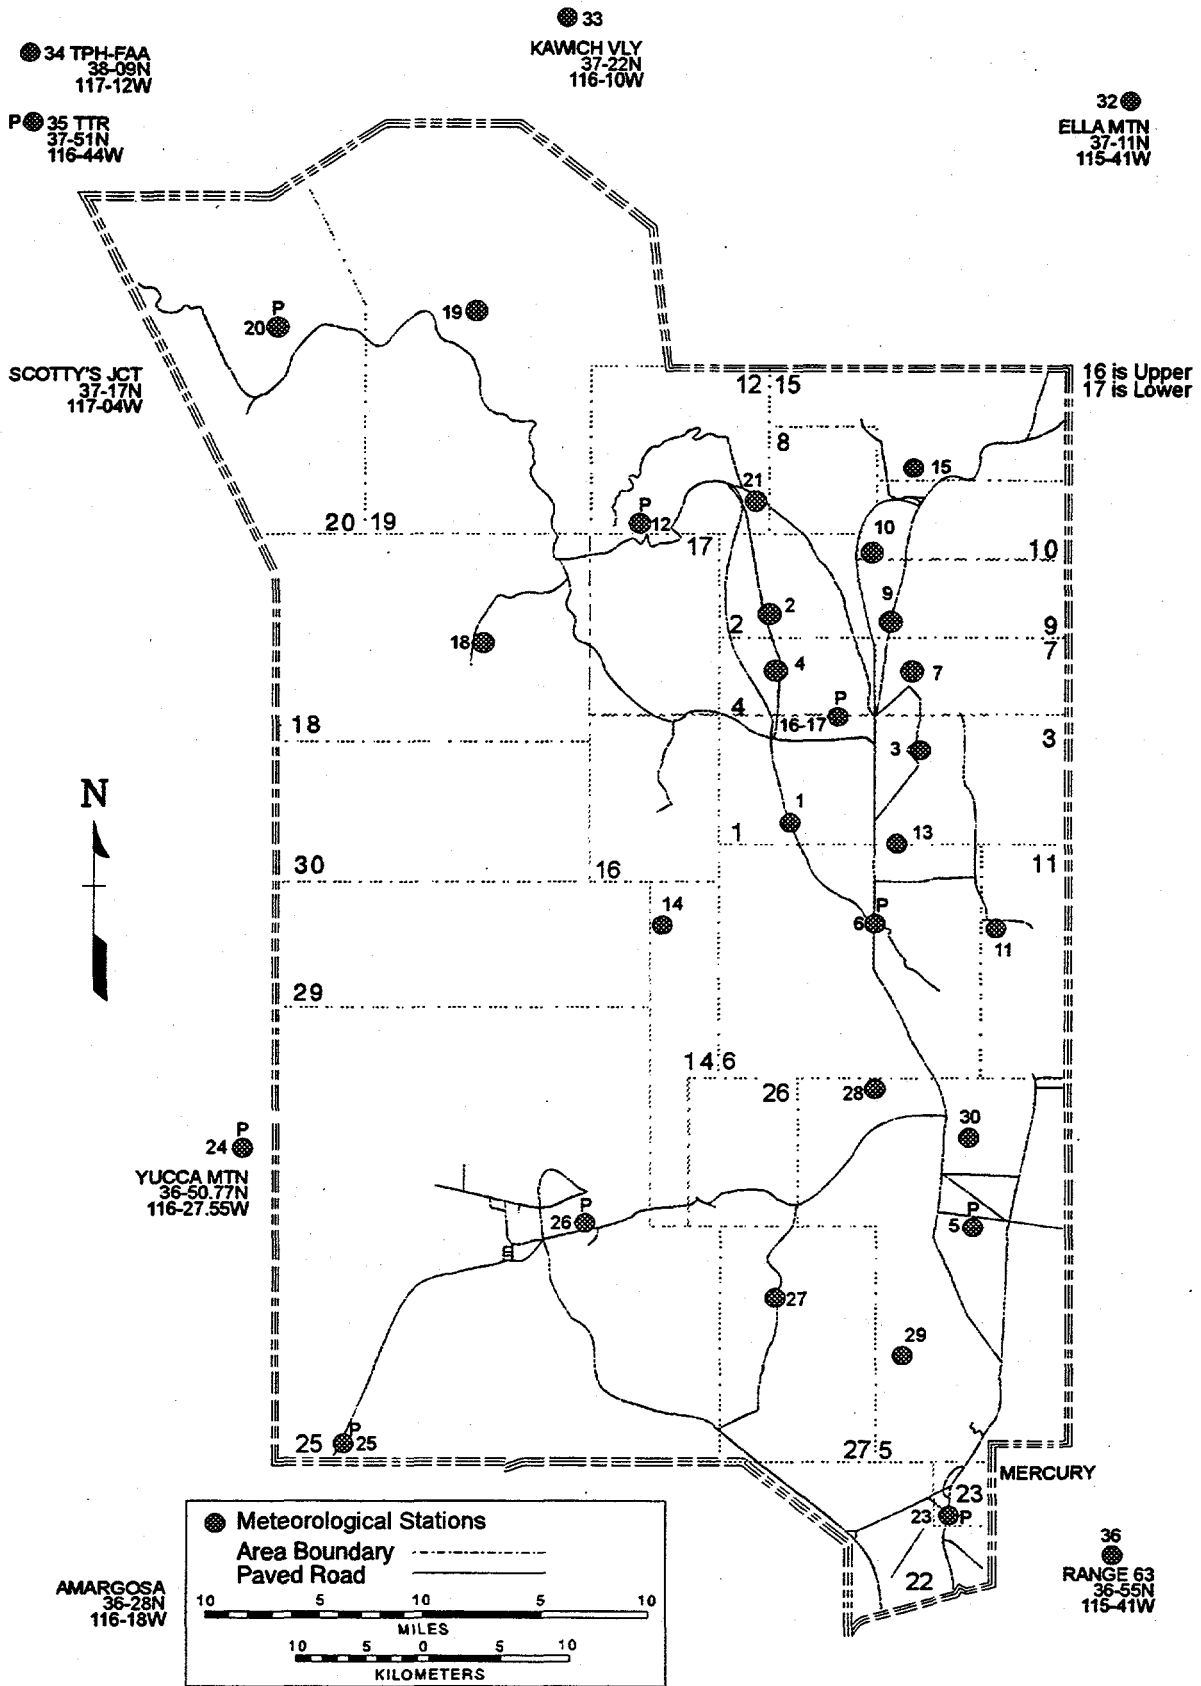 33
KAWICH VLY
37-22N
116-10W
34 TPH-FAA
38-09N
117-12W
32
ELLA MTN
37-11N
115-41W
P 35 TTR
37-51N
116-44W
P
20
19
SCOTTY'S JCT
37-17N
117-04W
16 is Upper
17 is Lower
12 15
8
15
21
P
12
20 19
17
10
10
2
2
9
9
7
18
4
7
P
16-17
4
18
3
3
N
1
1
13
11
30
16
14
P
6
11
29
14 6
26
28
30
P
24
YUCCA MTN
36-50.77N
116-27.55W
P
26
P
5
27
29
25
P
25
27 5
MERCURY
23
23 P
22
36
RANGE 63
36-55N
115-41W
AMARGOSA
36-28N
116-18W
Meteorological Stations
Area Boundary
Paved Road
10 5 10 5 10
MILES
10 5 0 5 10
KILOMETERS